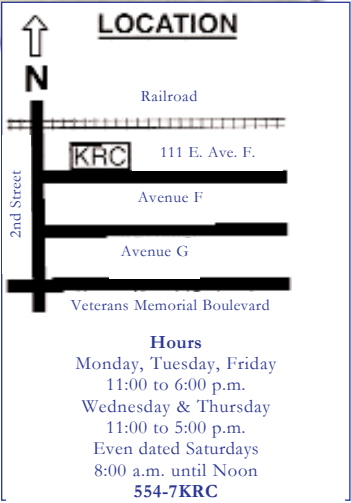 LOCATION
N
Railroad
KRC 111 E. Ave. F.
2nd Street
Avenue F
Avenue G
Veterans Memorial Boulevard
Hours
Monday, Tuesday, Friday
11:00 to 6:00 p.m.
Wednesday & Thursday
11:00 to 5:00 p.m.
Even dated Saturdays
8:00 a.m. until Noon
554-7KRC